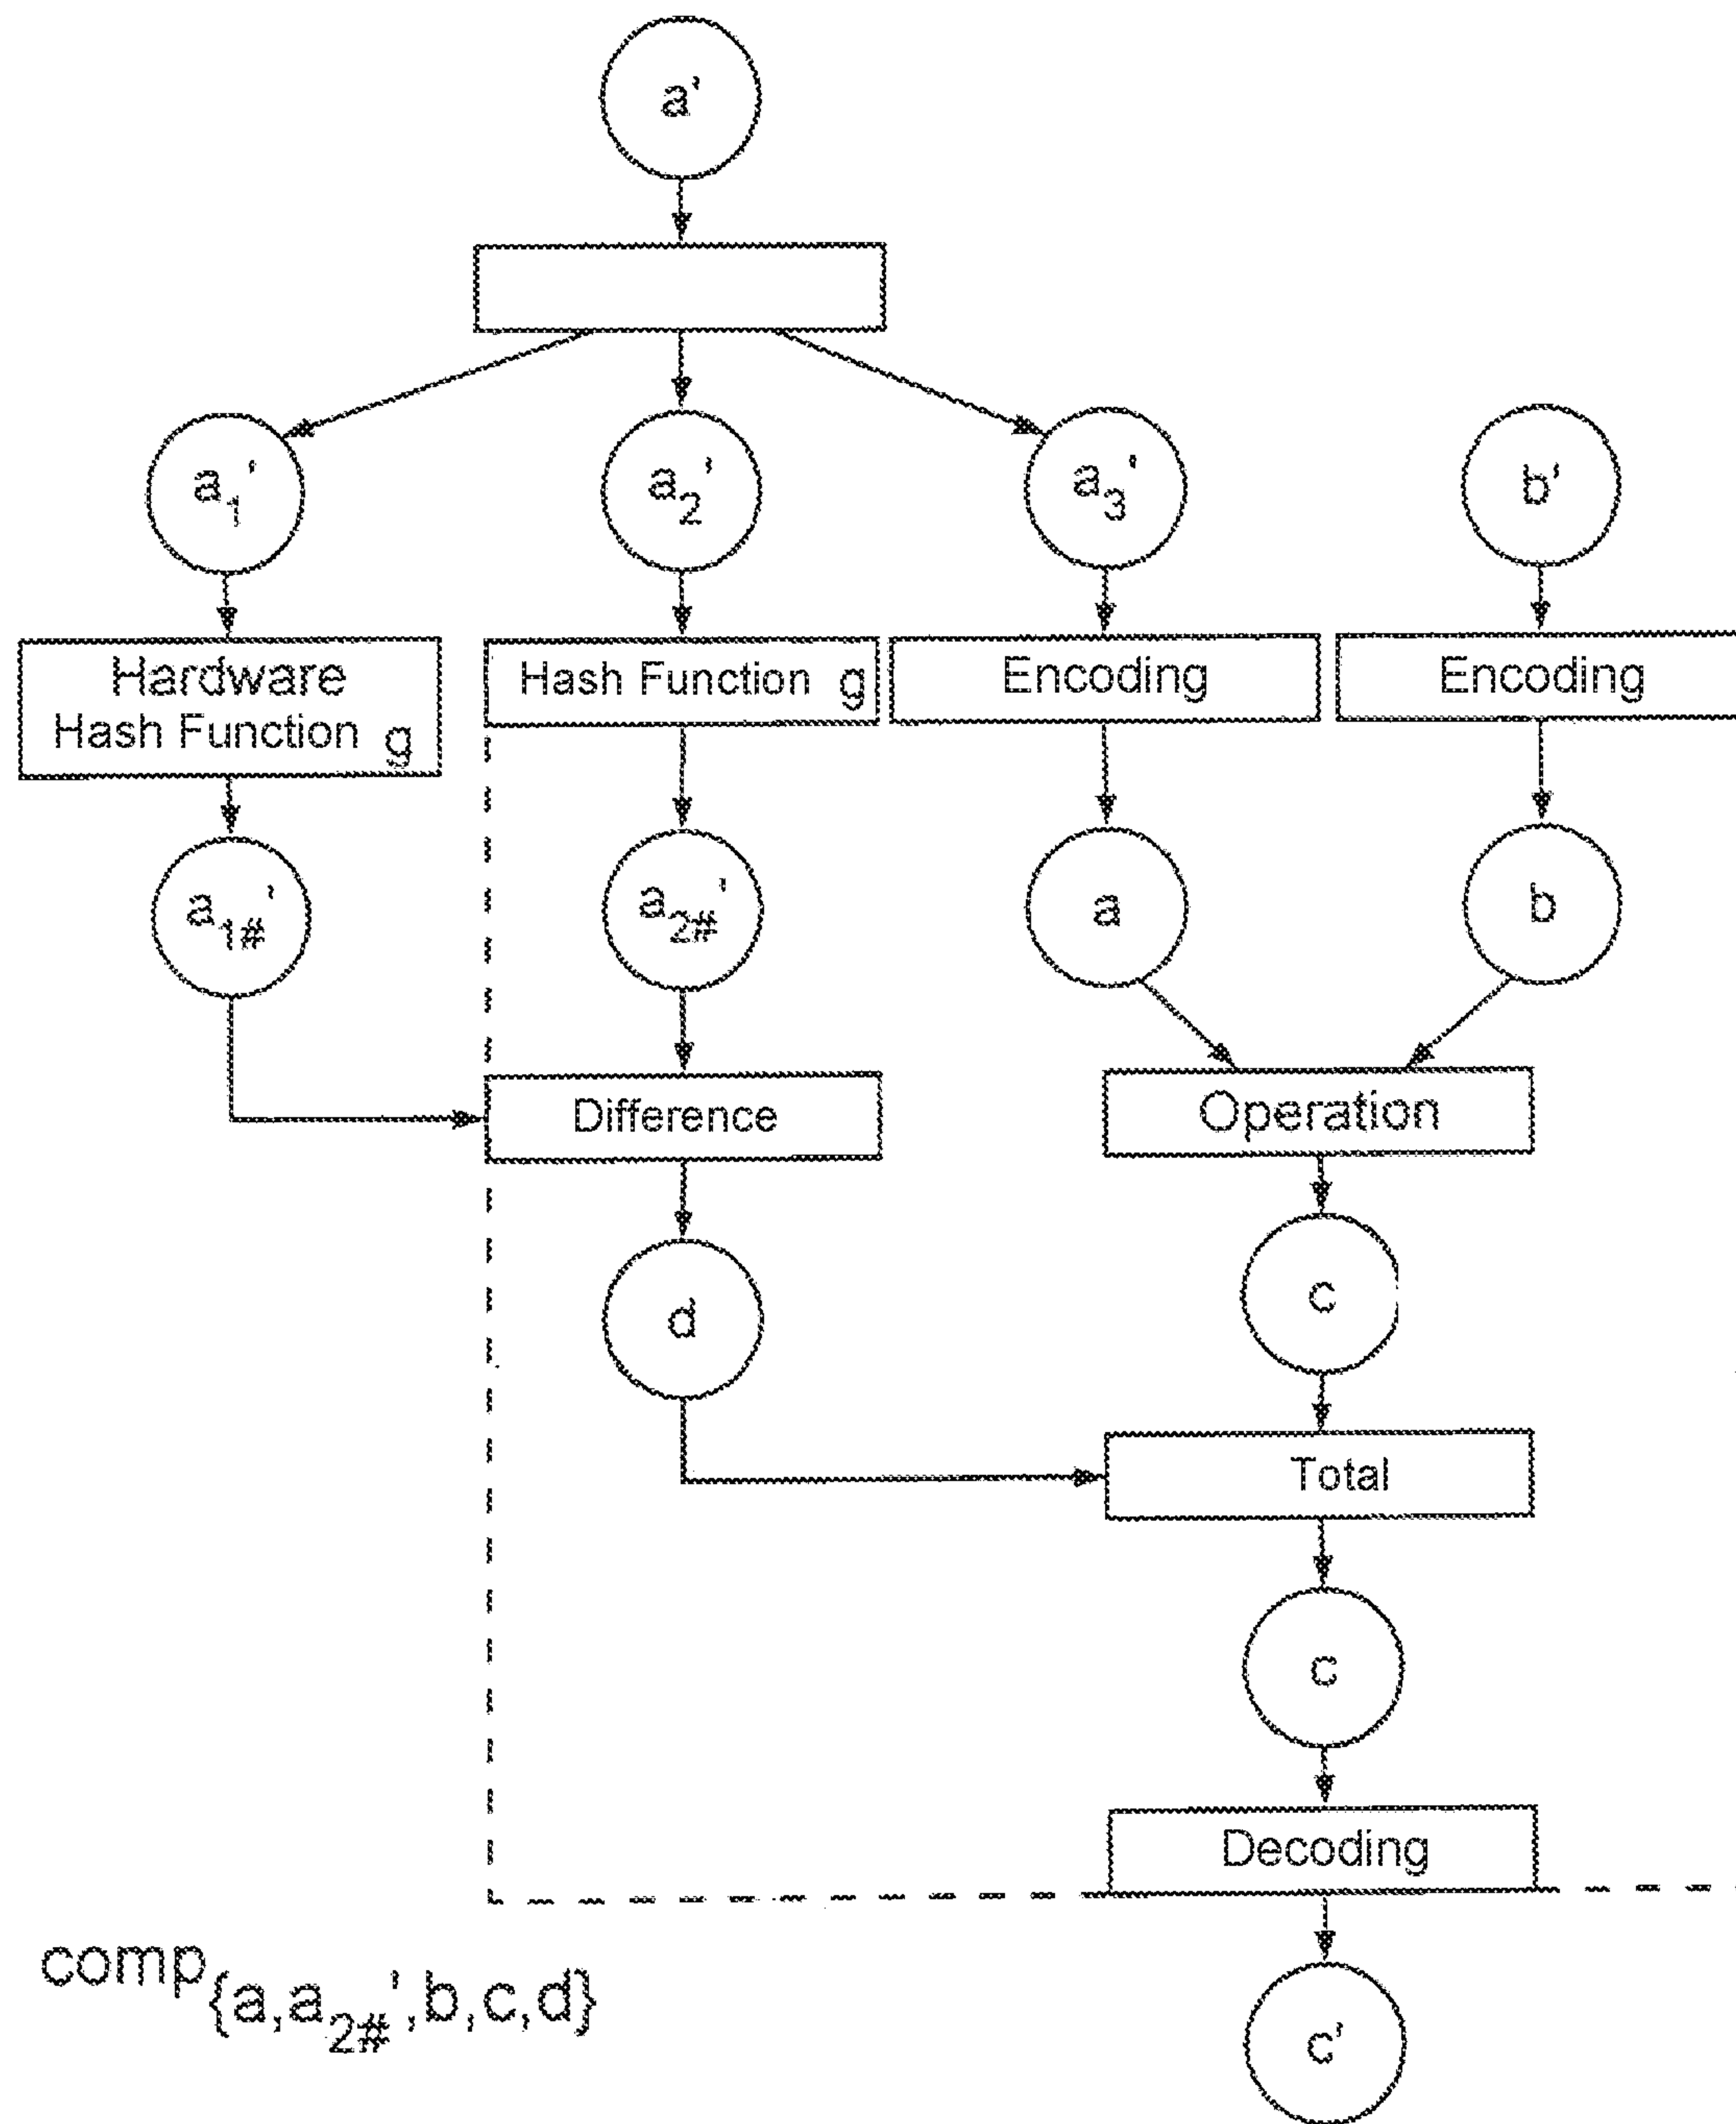 a'
a₁'
a₂'
a₃'
b'
Hardware
Hash Function g
Hash Function g
Encoding
Encoding
a₁#'
a₂#'
a
b
Difference
Operation
d
c
Total
c
Decoding
comp{a,a₂#',b,c,d}
c'